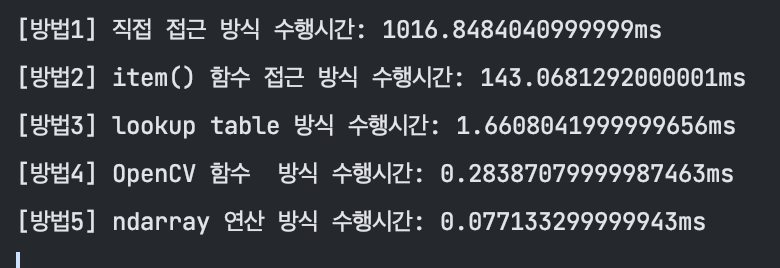 [방법1] 직접 접근 방식 수행시간: 1016.8484040999999ms
[방법2] item() 함수 접근 방식 수행시간: 143.0681292000001ms
[방법3] lookup table 방식 수행시간: 1.6608041999999656ms
[방법4] OpenCV 함수  방식 수행시간: 0.28387079999987463ms
[방법5] ndarray 연산 방식 수행시간: 0.077133299999943ms